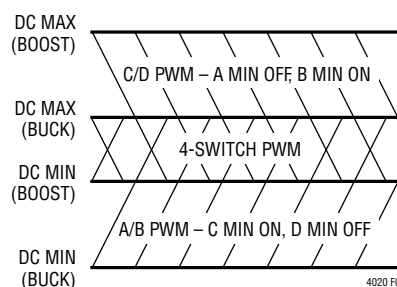 DC MAX
(BOOST)
C/D PWM – A MIN OFF, B MIN ON
DC MAX
(BUCK)
4-SWITCH PWM
DC MIN
(BOOST)
A/B PWM – C MIN ON, D MIN OFF
DC MIN
(BUCK)
4020